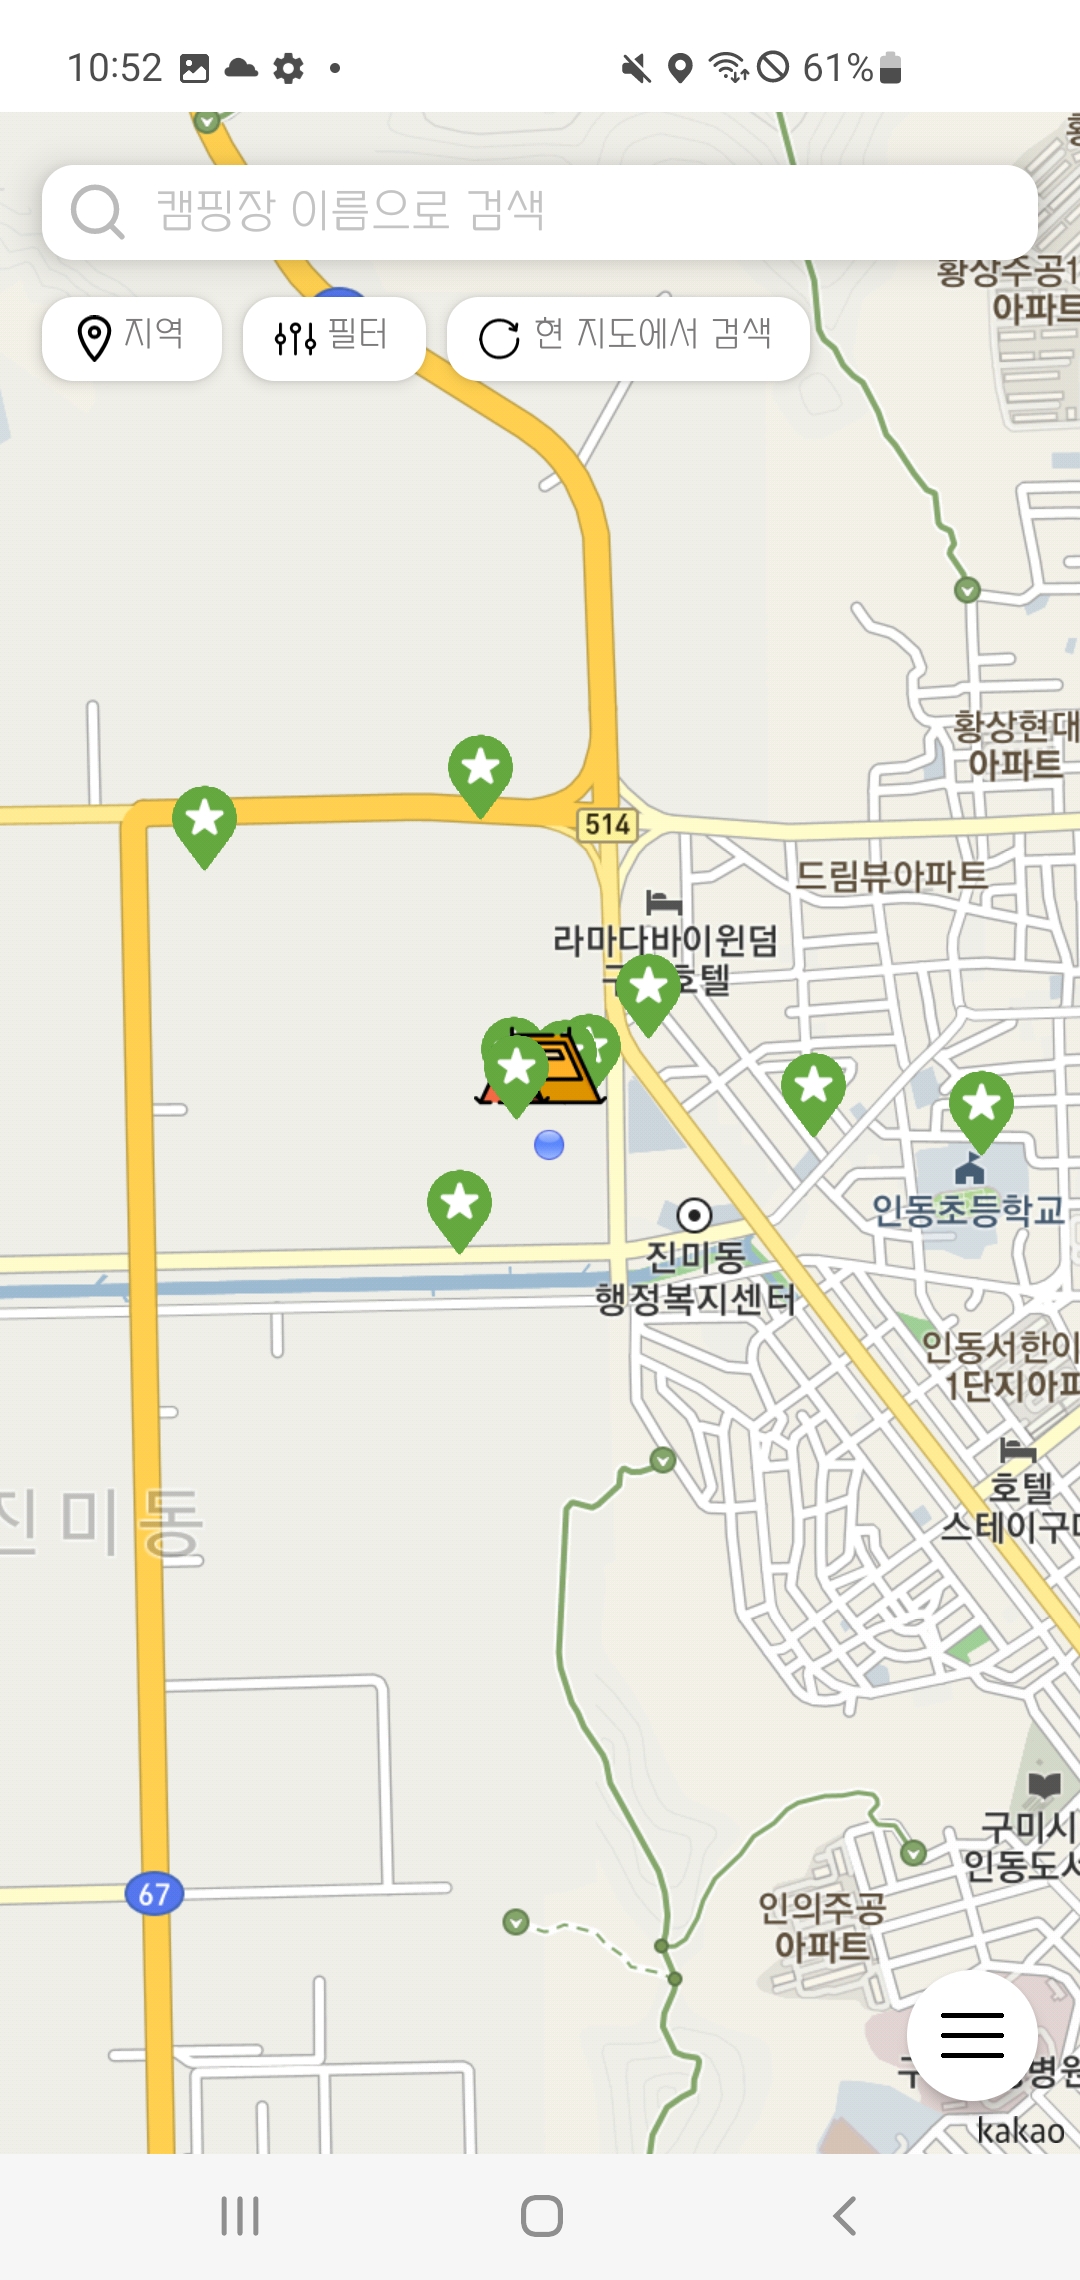 10:52
61%
캠핑장 이름으로 검색
황상주공1
아파트
지역
필터
현 지도에서 검색
황상현대
아파트
514
드림뷰아파트
라마다바이윈덤
호텔
인동초등학교
진미동
행정복지센터
인동서한이
1단지아파
호텔
스테이구미
진미동
구미시
인동도서
67
인의주공
아파트
병원
kakao